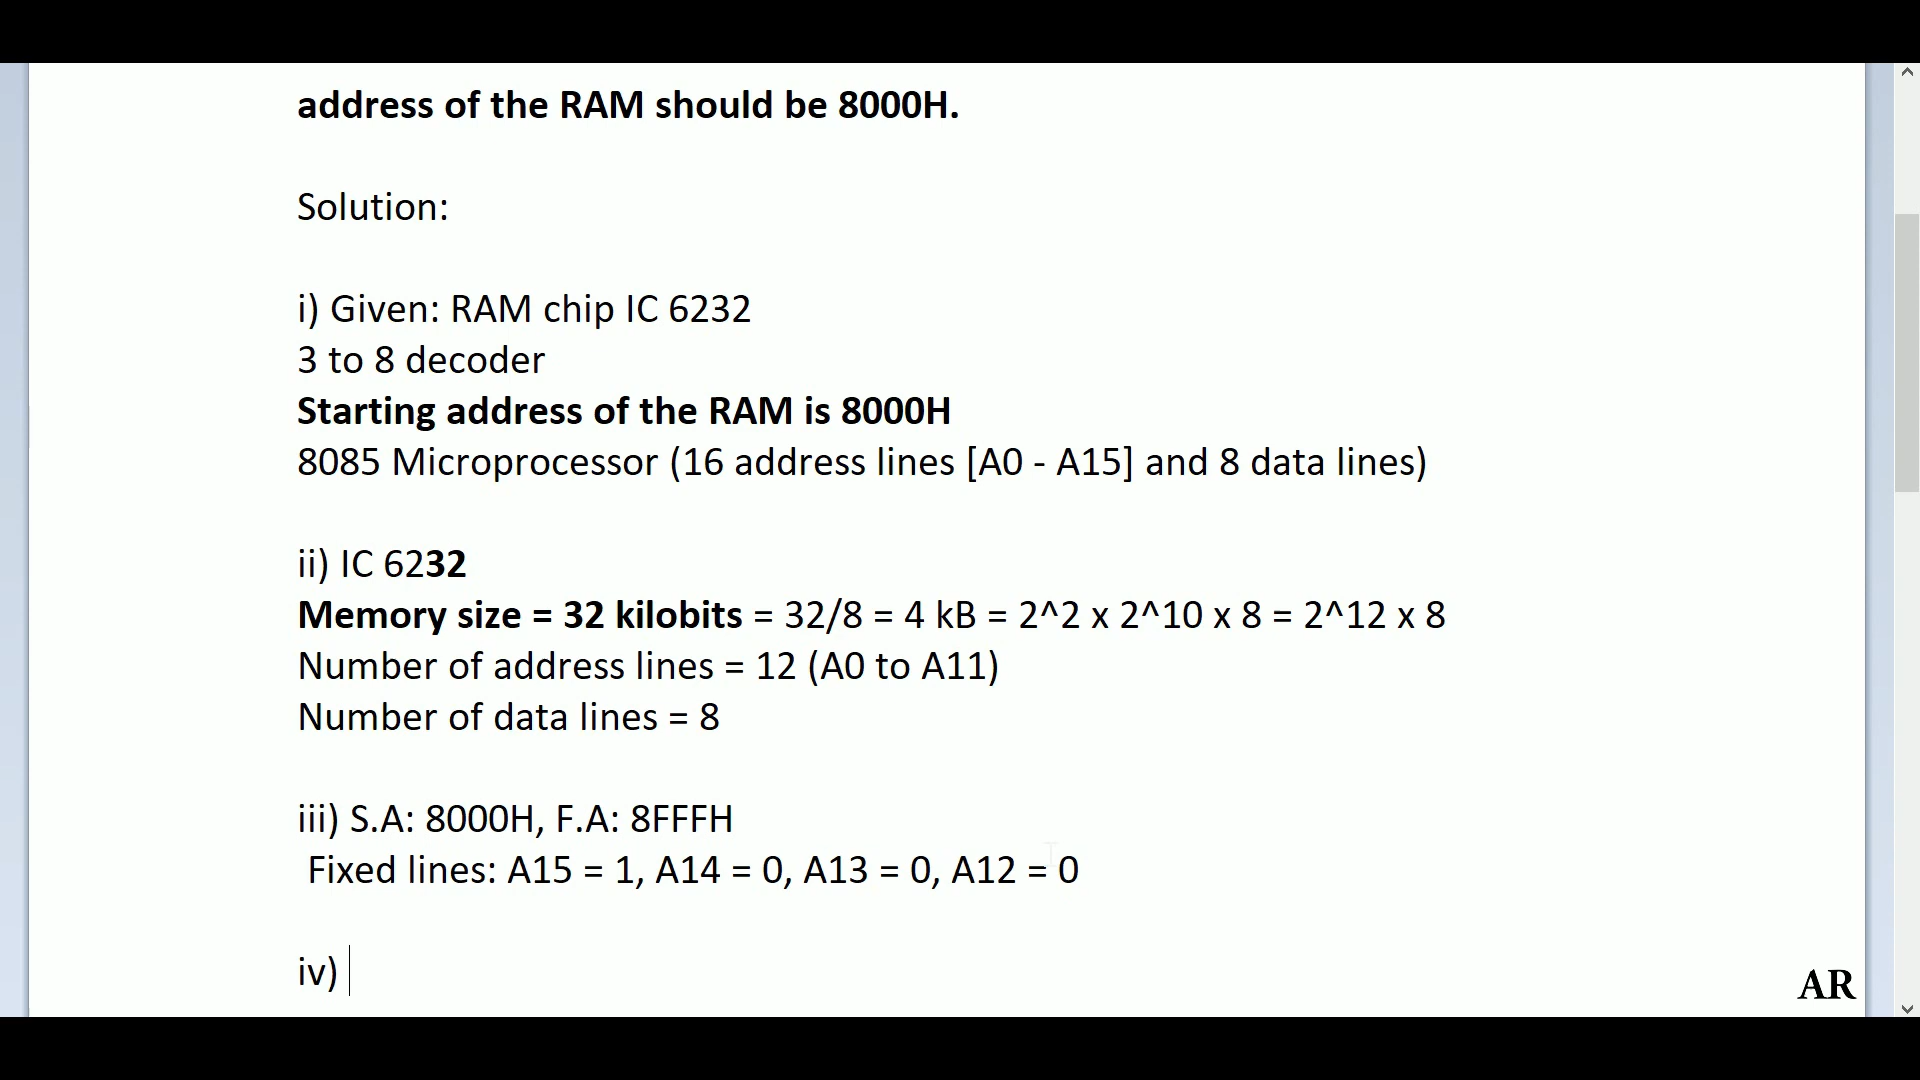 address of the RAM should be 8000H.
Solution:
i) Given: RAM chip IC 6232
3 to 8 decoder
Starting address of the RAM is 8000H
8085 Microprocessor (16 address lines [A0 - A15] and 8 data lines)
ii) IC 6232
Memory size = 32 kilobits = 32/8 = 4 kB = 2^2 x 2^10 x 8 = 2^12 x 8
Number of address lines = 12 (A0 to A11)
Number of data lines = 8
iii) S.A: 8000H, F.A: 8FFFH
Fixed lines: A15 = 1, A14 = 0, A13 = 0, A12 = 0
iv)
AR